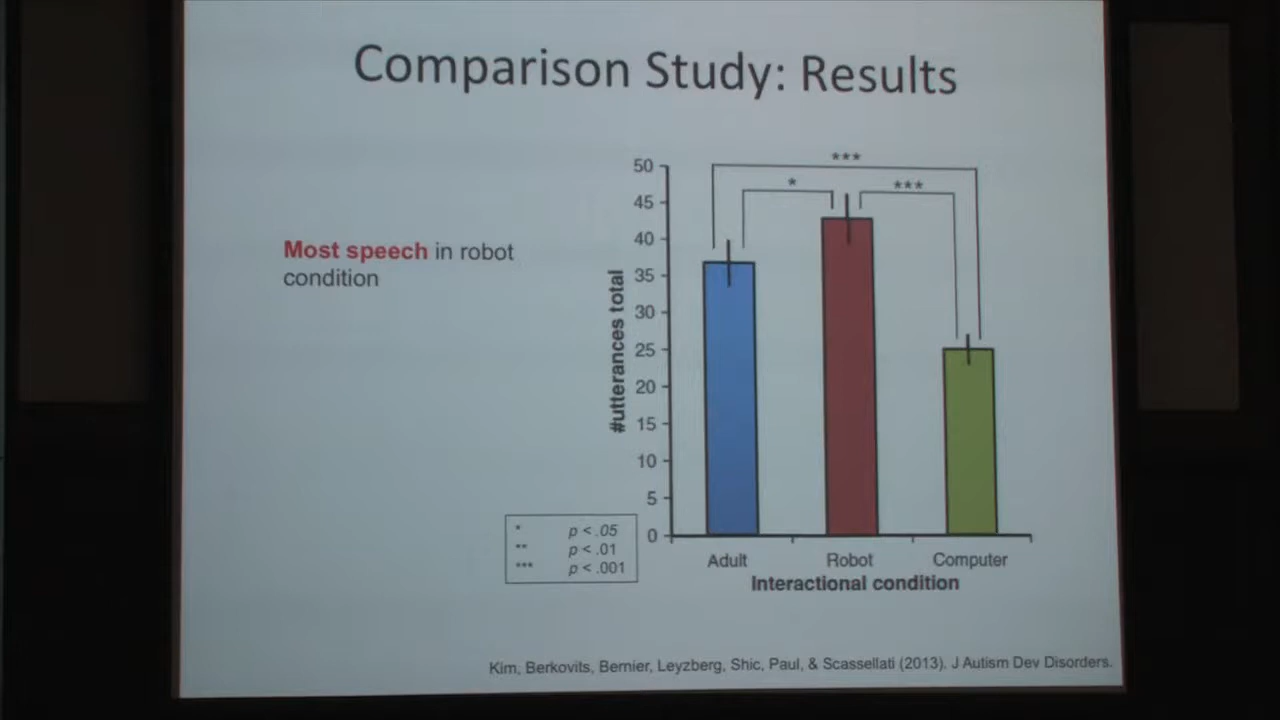 Comparison Study: Results
Most speech in robot
condition
#utterances total
50
45
40
35
30
25
20
15
10
5
0
***
*
***
Adult
Robot
Computer
Interactional condition
* p < .05
** p < .01
*** p < .001
Kim, Berkovits, Bernier, Leyzberg, Shic, Paul, & Scassellati (2013). J Autism Dev Disorders.